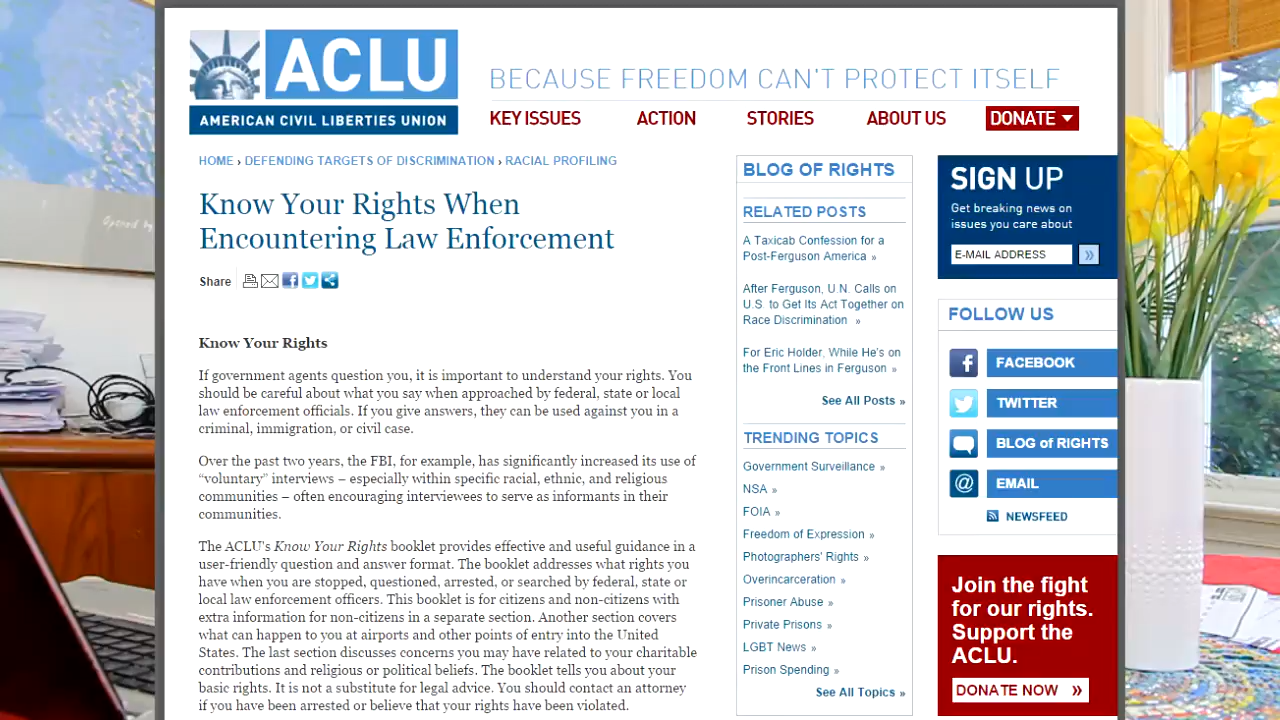 ACLU
AMERICAN CIVIL LIBERTIES UNION
BECAUSE FREEDOM CAN'T PROTECT ITSELF
KEY ISSUES
ACTION
STORIES
ABOUT US
DONATE
HOME › DEFENDING TARGETS OF DISCRIMINATION › RACIAL PROFILING
Know Your Rights When
Encountering Law Enforcement
Share
Know Your Rights
If government agents question you, it is important to understand your rights. You
should be careful about what you say when approached by federal, state or local
law enforcement officials. If you give answers, they can be used against you in a
criminal, immigration, or civil case.
Over the past two years, the FBI, for example, has significantly increased its use of
“voluntary” interviews – especially within specific racial, ethnic, and religious
communities – often encouraging interviewees to serve as informants in their
communities.
The ACLU's Know Your Rights booklet provides effective and useful guidance in a
user-friendly question and answer format. The booklet addresses what rights you
have when you are stopped, questioned, arrested, or searched by federal, state or
local law enforcement officers. This booklet is for citizens and non-citizens with
extra information for non-citizens in a separate section. Another section covers
what can happen to you at airports and other points of entry into the United
States. The last section discusses concerns you may have related to your charitable
contributions and religious or political beliefs. The booklet tells you about your
basic rights. It is not a substitute for legal advice. You should contact an attorney
if you have been arrested or believe that your rights have been violated.
BLOG OF RIGHTS
RELATED POSTS
A Taxicab Confession for a
Post-Ferguson America »
After Ferguson, U.N. Calls on
U.S. to Get Its Act Together on
Race Discrimination »
For Eric Holder, While He's on
the Front Lines in Ferguson »
See All Posts »
TRENDING TOPICS
Government Surveillance »
NSA »
FOIA »
Freedom of Expression »
Photographers' Rights »
Overincarceration »
Prisoner Abuse »
Private Prisons »
LGBT News »
Prison Spending »
See All Topics »
SIGN UP
Get breaking news on
issues you care about
E-MAIL ADDRESS »
FOLLOW US
FACEBOOK
TWITTER
BLOG of RIGHTS
EMAIL
NEWSFEED
Join the fight
for our rights.
Support the
ACLU.
DONATE NOW »
Opened by